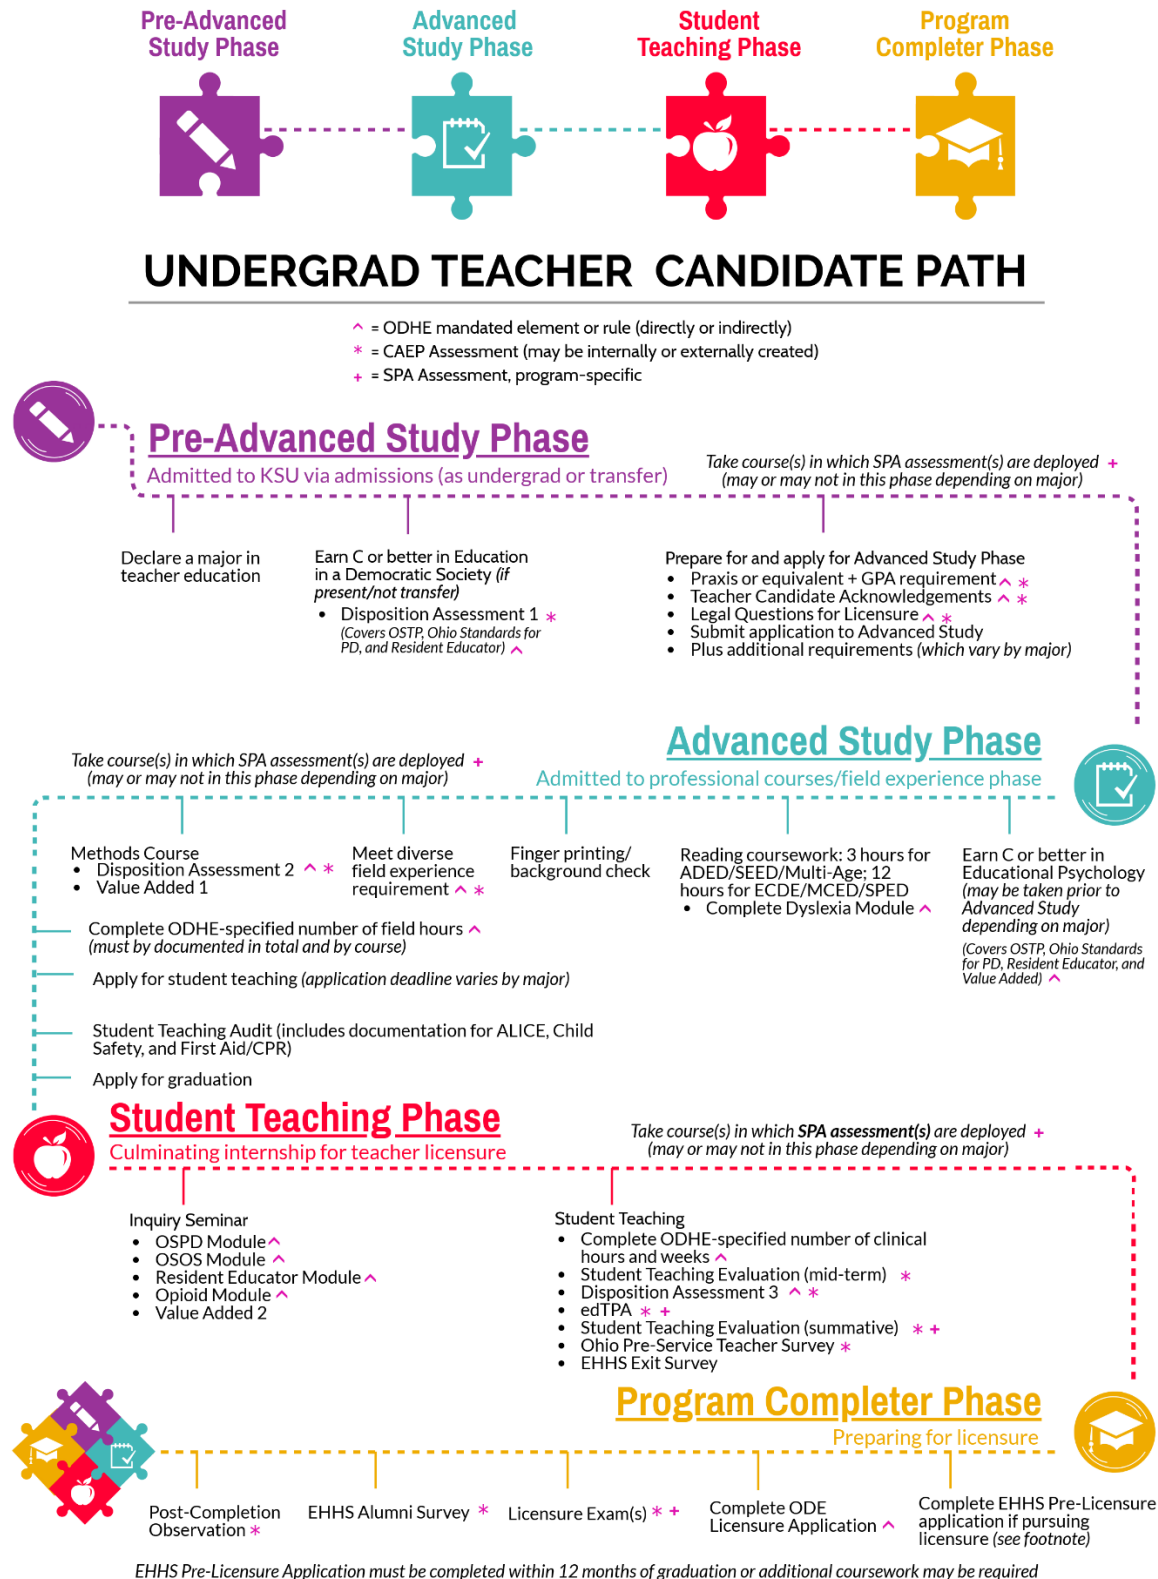 Pre-Advanced
Study Phase
Advanced
Study Phase
Student
Teaching Phase
Program
Completer Phase
UNDERGRAD TEACHER CANDIDATE PATH
^ = ODHE mandated element or rule (directly or indirectly)
* = CAEP Assessment (may be internally or externally created)
+ = SPA Assessment, program-specific
Pre-Advanced Study Phase
Admitted to KSU via admissions (as undergrad or transfer)
Take course(s) in which SPA assessment(s) are deployed +
(may or may not in this phase depending on major)
Declare a major in
teacher education
Earn C or better in Education
in a Democratic Society (if
present/not transfer)
• Disposition Assessment 1 *
(Covers OSTP, Ohio Standards for
PD, and Resident Educator) ^
Prepare for and apply for Advanced Study Phase
• Praxis or equivalent + GPA requirement ^ *
• Teacher Candidate Acknowledgements ^ *
• Legal Questions for Licensure ^ *
• Submit application to Advanced Study
• Plus additional requirements (which vary by major)
Advanced Study Phase
Admitted to professional courses/field experience phase
Take course(s) in which SPA assessment(s) are deployed +
(may or may not in this phase depending on major)
Methods Course
• Disposition Assessment 2 ^ *
• Value Added 1
Meet diverse
field experience
requirement ^ *
Finger printing/
background check
Reading coursework: 3 hours for
ADED/SEED/Multi-Age; 12
hours for ECDE/MCED/SPED
• Complete Dyslexia Module ^
Earn C or better in
Educational Psychology
(may be taken prior to
Advanced Study
depending on major)
(Covers OSTP, Ohio Standards
for PD, Resident Educator, and
Value Added) ^
Complete ODHE-specified number of field hours ^
(must by documented in total and by course)
Apply for student teaching (application deadline varies by major)
Student Teaching Audit (includes documentation for ALICE, Child
Safety, and First Aid/CPR)
Apply for graduation
Student Teaching Phase
Culminating internship for teacher licensure
Take course(s) in which SPA assessment(s) are deployed +
(may or may not in this phase depending on major)
Inquiry Seminar
• OSPD Module ^
• OSOS Module ^
• Resident Educator Module ^
• Opioid Module ^
• Value Added 2
Student Teaching
• Complete ODHE-specified number of clinical
hours and weeks ^
• Student Teaching Evaluation (mid-term) *
• Disposition Assessment 3 ^ *
• edTPA * +
• Student Teaching Evaluation (summative) * +
• Ohio Pre-Service Teacher Survey *
• EHHS Exit Survey
Program Completer Phase
Preparing for licensure
Post-Completion
Observation *
EHHS Alumni Survey *
Licensure Exam(s) * +
Complete ODE
Licensure Application ^
Complete EHHS Pre-Licensure
application if pursuing
licensure (see footnote)
EHHS Pre-Licensure Application must be completed within 12 months of graduation or additional coursework may be required